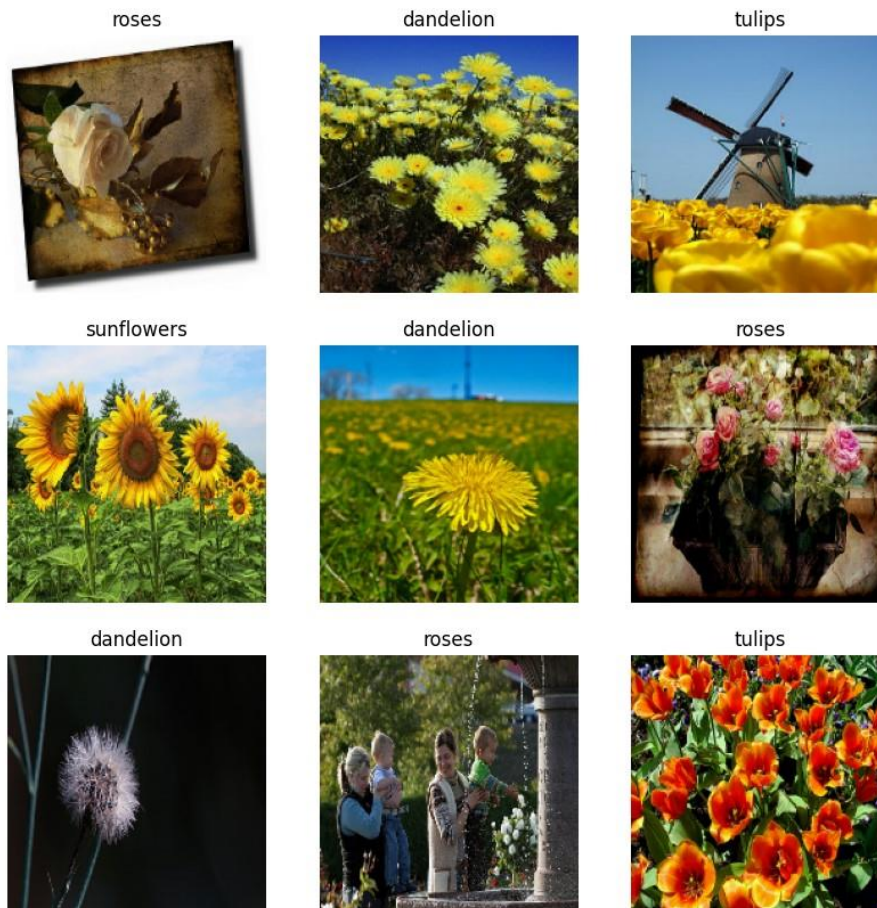 roses
dandelion
tulips
sunflowers
dandelion
roses
dandelion
roses
tulips